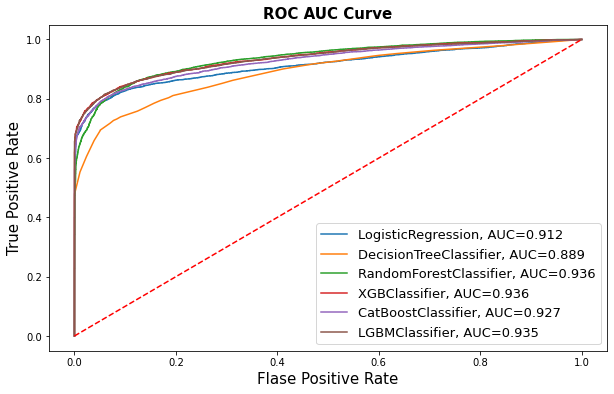 ROC AUC Curve
True Positive Rate
1.0
0.8
0.6
0.4
0.2
0.0
LogisticRegression, AUC=0.912
DecisionTreeClassifier, AUC=0.889
RandomForestClassifier, AUC=0.936
XGBClassifier, AUC=0.936
CatBoostClassifier, AUC=0.927
LGBMClassifier, AUC=0.935
0.0 0.2 0.4 0.6 0.8 1.0
Flase Positive Rate